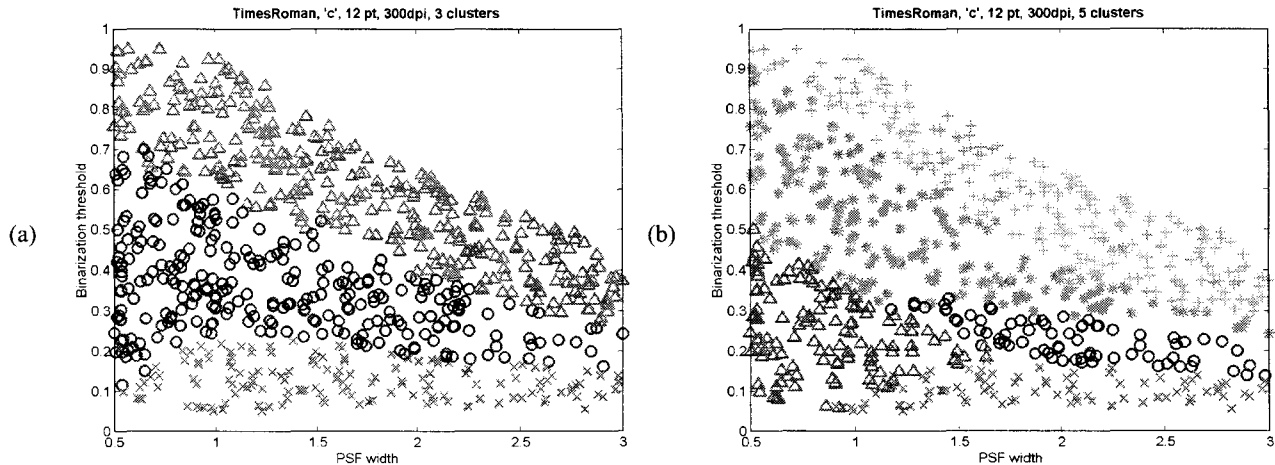 TimesRoman, 'c', 12 pt, 300dpi, 3 clusters
1
0.9
0.8
0.7
0.6
0.5
0.4
0.3
0.2
0.1
0
Binarization threshold
0.5 1 1.5 2 2.5 3
PSF width
(a)
TimesRoman, 'c', 12 pt, 300dpi, 5 clusters
1
0.9
0.8
0.7
0.6
0.5
0.4
0.3
0.2
0.1
0
Binarization threshold
0.5 1 1.5 2 2.5 3
PSF width
(b)